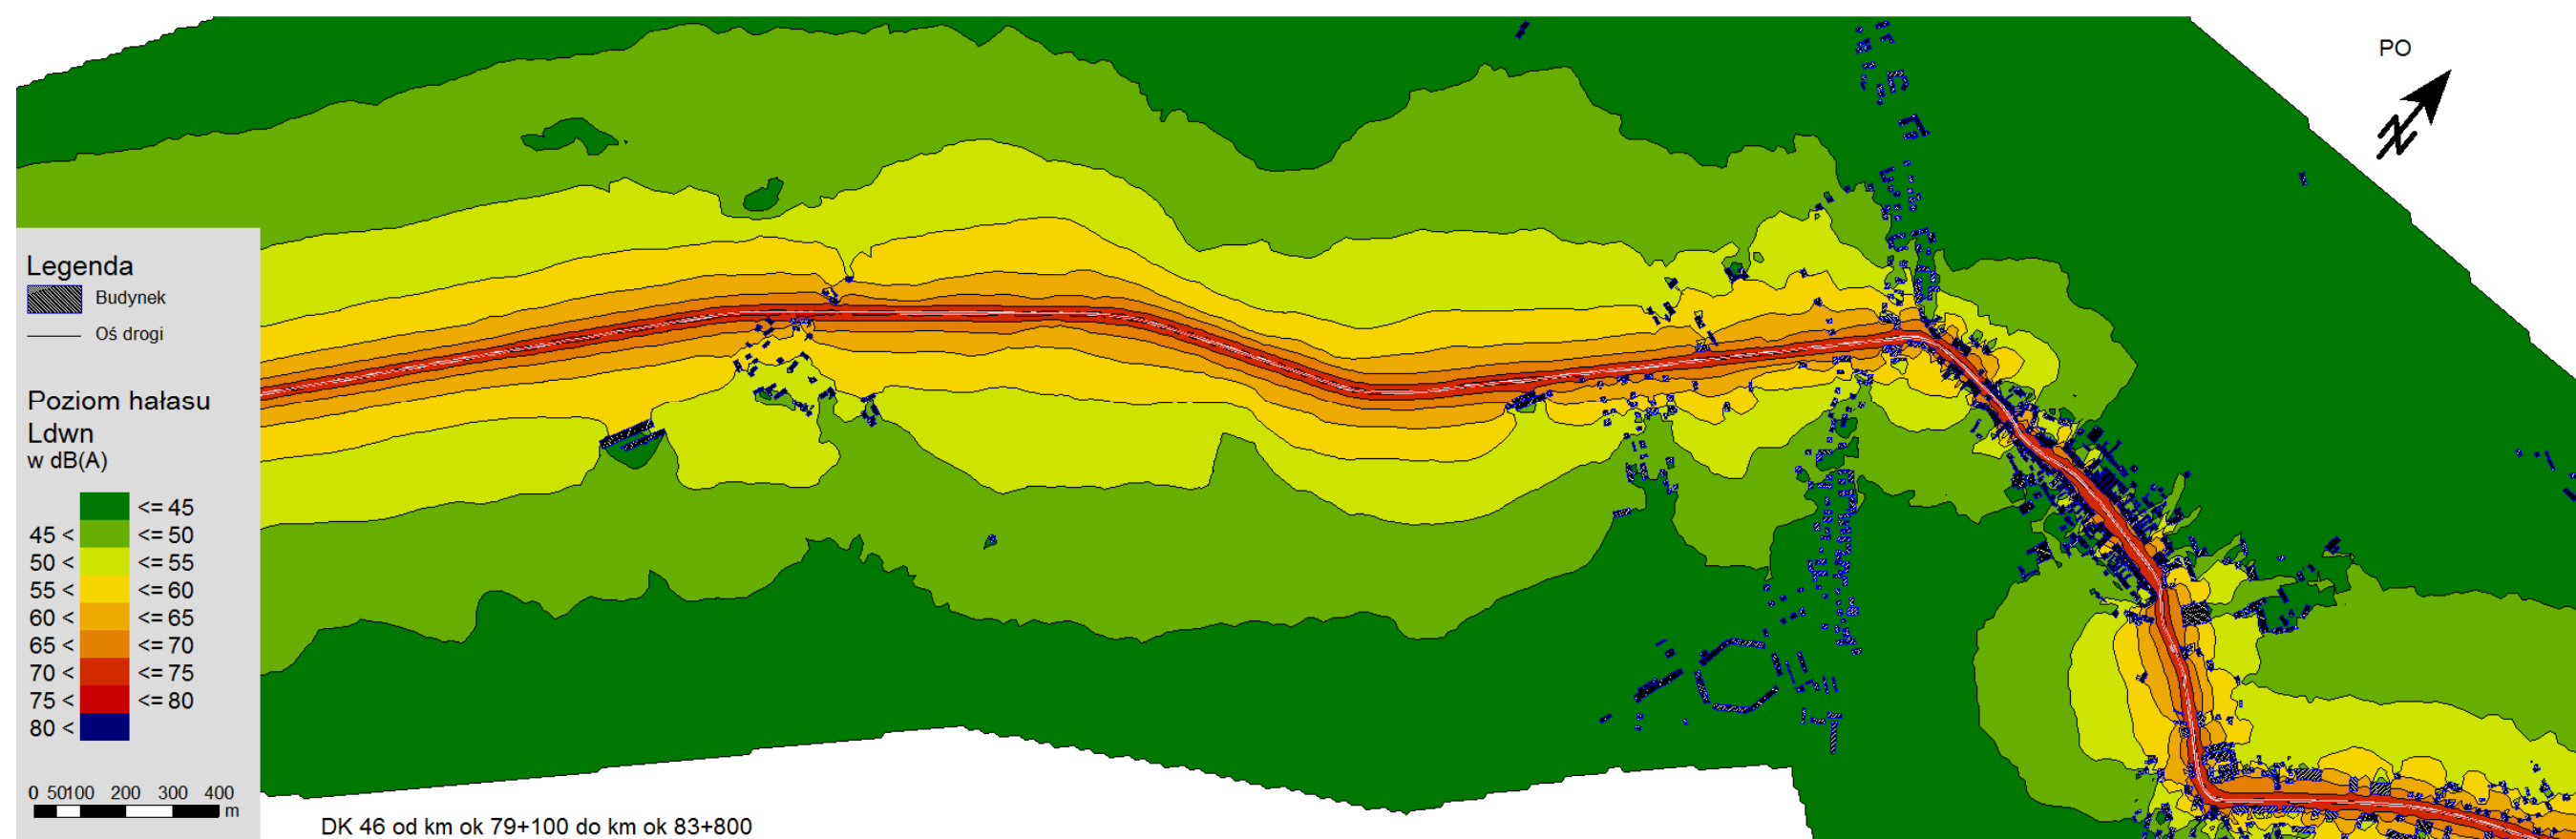 PO
N
Legenda
Budynek
Oś drogi
Poziom hałasu
Ldwn
w dB(A)
<= 45
45 < <= 50
50 < <= 55
55 < <= 60
60 < <= 65
65 < <= 70
70 < <= 75
75 < <= 80
80 <
0 50100 200 300 400
m
DK 46 od km ok 79+100 do km ok 83+800